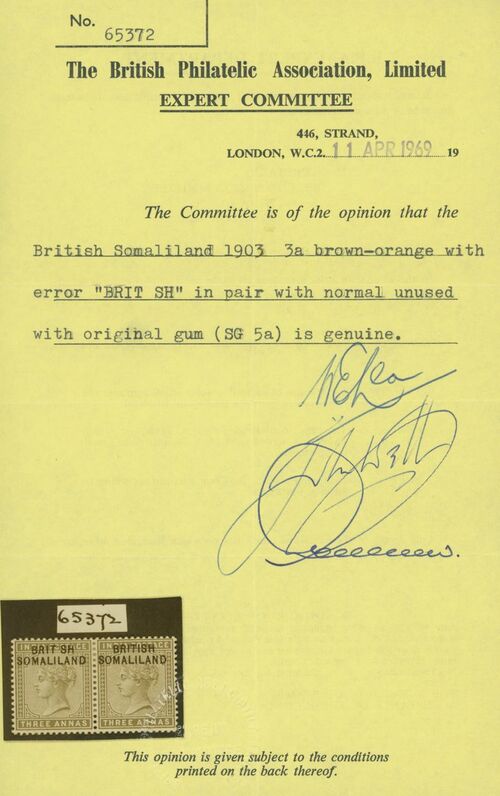 No. 65372
The British Philatelic Association, Limited
EXPERT COMMITTEE
446, STRAND,
LONDON, W.C.2. 11 APR 1969 19
The Committee is of the opinion that the
British Somaliland 1903 3a brown-orange with
error "BRIT SH" in pair with normal unused
with original gum (SG 5a) is genuine.
65372
BRIT SH BRITISH
SOMALILAND SOMALILAND
THREE ANNAS THREE ANNAS
This opinion is given subject to the conditions
printed on the back thereof.